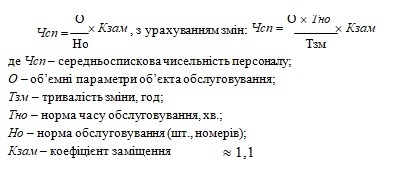 Чсп = О / Но × Кзам, з урахуванням змін: Чсп = О × Тно / Тзм × Кзам
де Чсп – середньоспискова чисельність персоналу;
О – об’ємні параметри об’єкта обслуговування;
Тзм – тривалість зміни, год;
Тно – норма часу обслуговування, хв.;
Но – норма обслуговування (шт., номерів);
Кзам – коефіцієнт заміщення ≈ 1,1